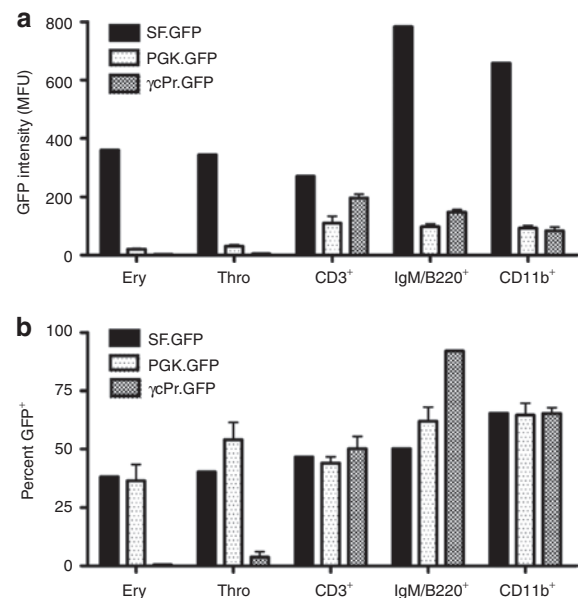 a
800
600
400
200
0
GFP intensity (MFU)
SF.GFP
PGK.GFP
γcPr.GFP
Ery Thro CD3⁺ IgM/B220⁺ CD11b⁺
b
100
75
50
25
0
Percent GFP⁺
SF.GFP
PGK.GFP
γcPr.GFP
Ery Thro CD3⁺ IgM/B220⁺ CD11b⁺